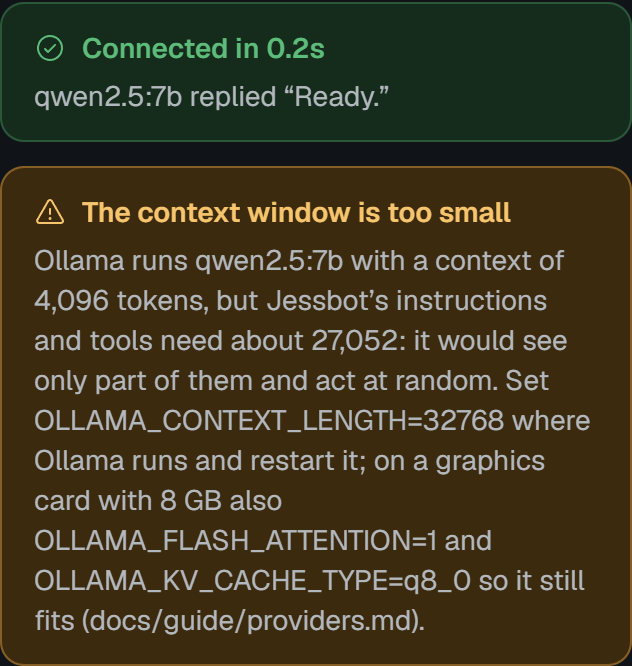 Connected in 0.2s
qwen2.5:7b replied “Ready.”
The context window is too small
Ollama runs qwen2.5:7b with a context of
4,096 tokens, but Jessbot’s instructions
and tools need about 27,052: it would see
only part of them and act at random. Set
OLLAMA_CONTEXT_LENGTH=32768 where
Ollama runs and restart it; on a graphics
card with 8 GB also
OLLAMA_FLASH_ATTENTION=1 and
OLLAMA_KV_CACHE_TYPE=q8_0 so it still
fits (docs/guide/providers.md).